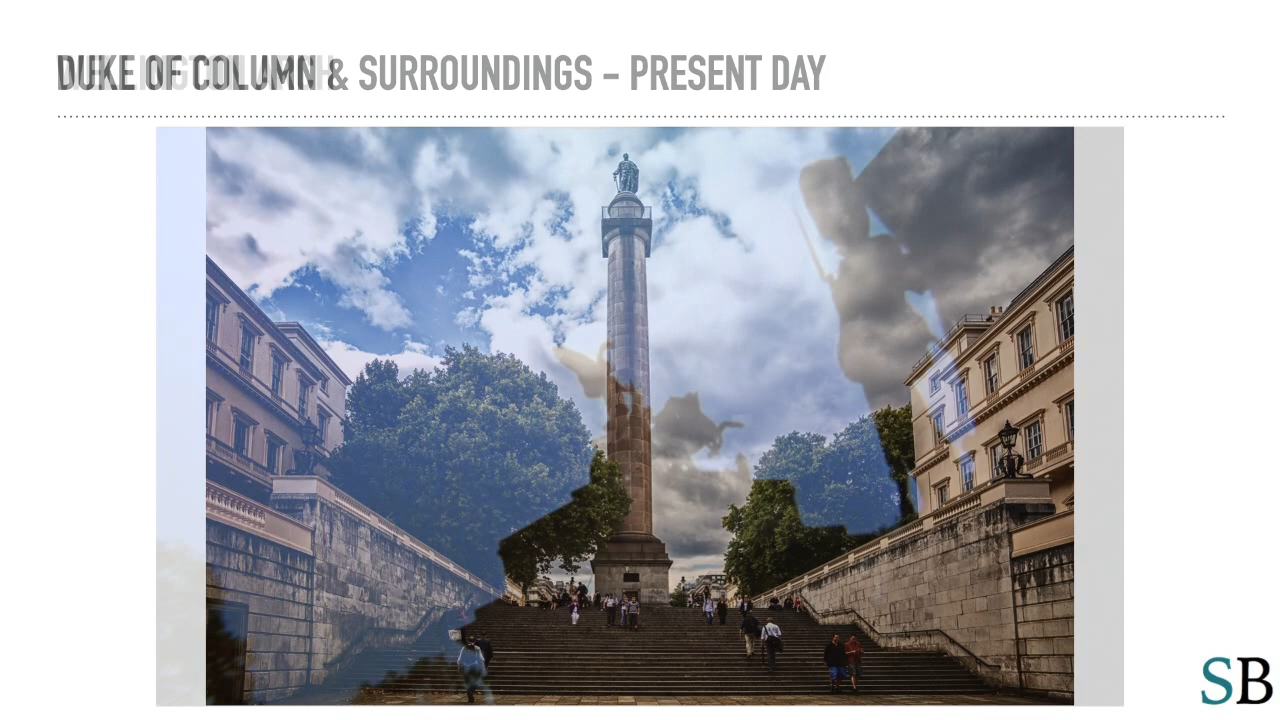 DUKE OF COLUMN & SURROUNDINGS – PRESENT DAY
SB